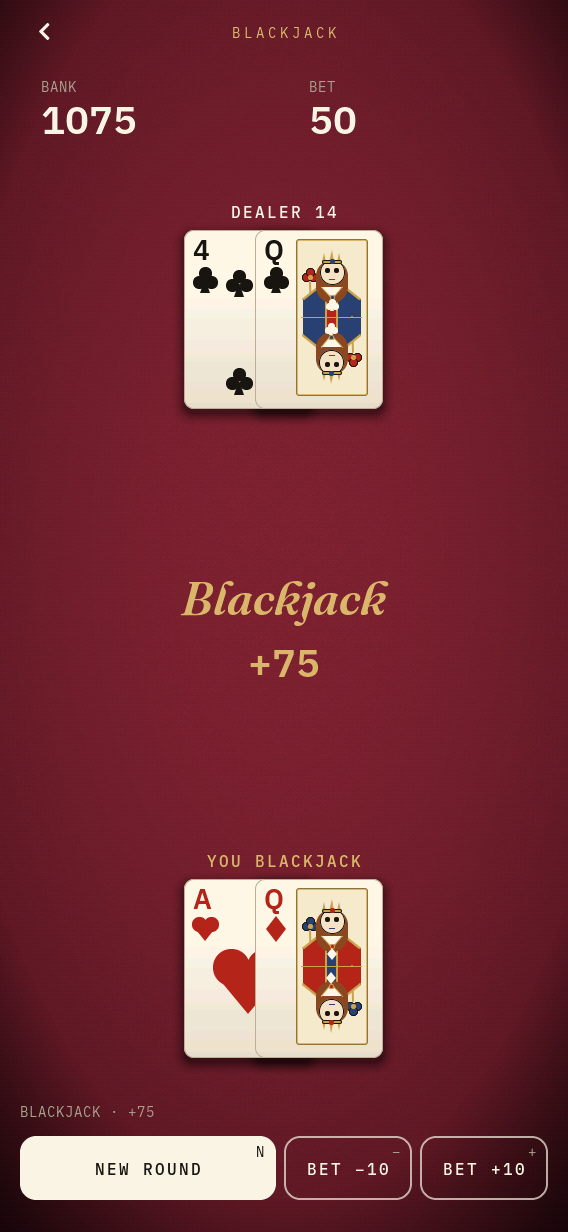 BLACKJACK
BANK BET
1075 50
DEALER 14
4 Q
Blackjack
+75
YOU BLACKJACK
A Q
BLACKJACK · +75
NEW ROUND N
BET −10 −
BET +10 +